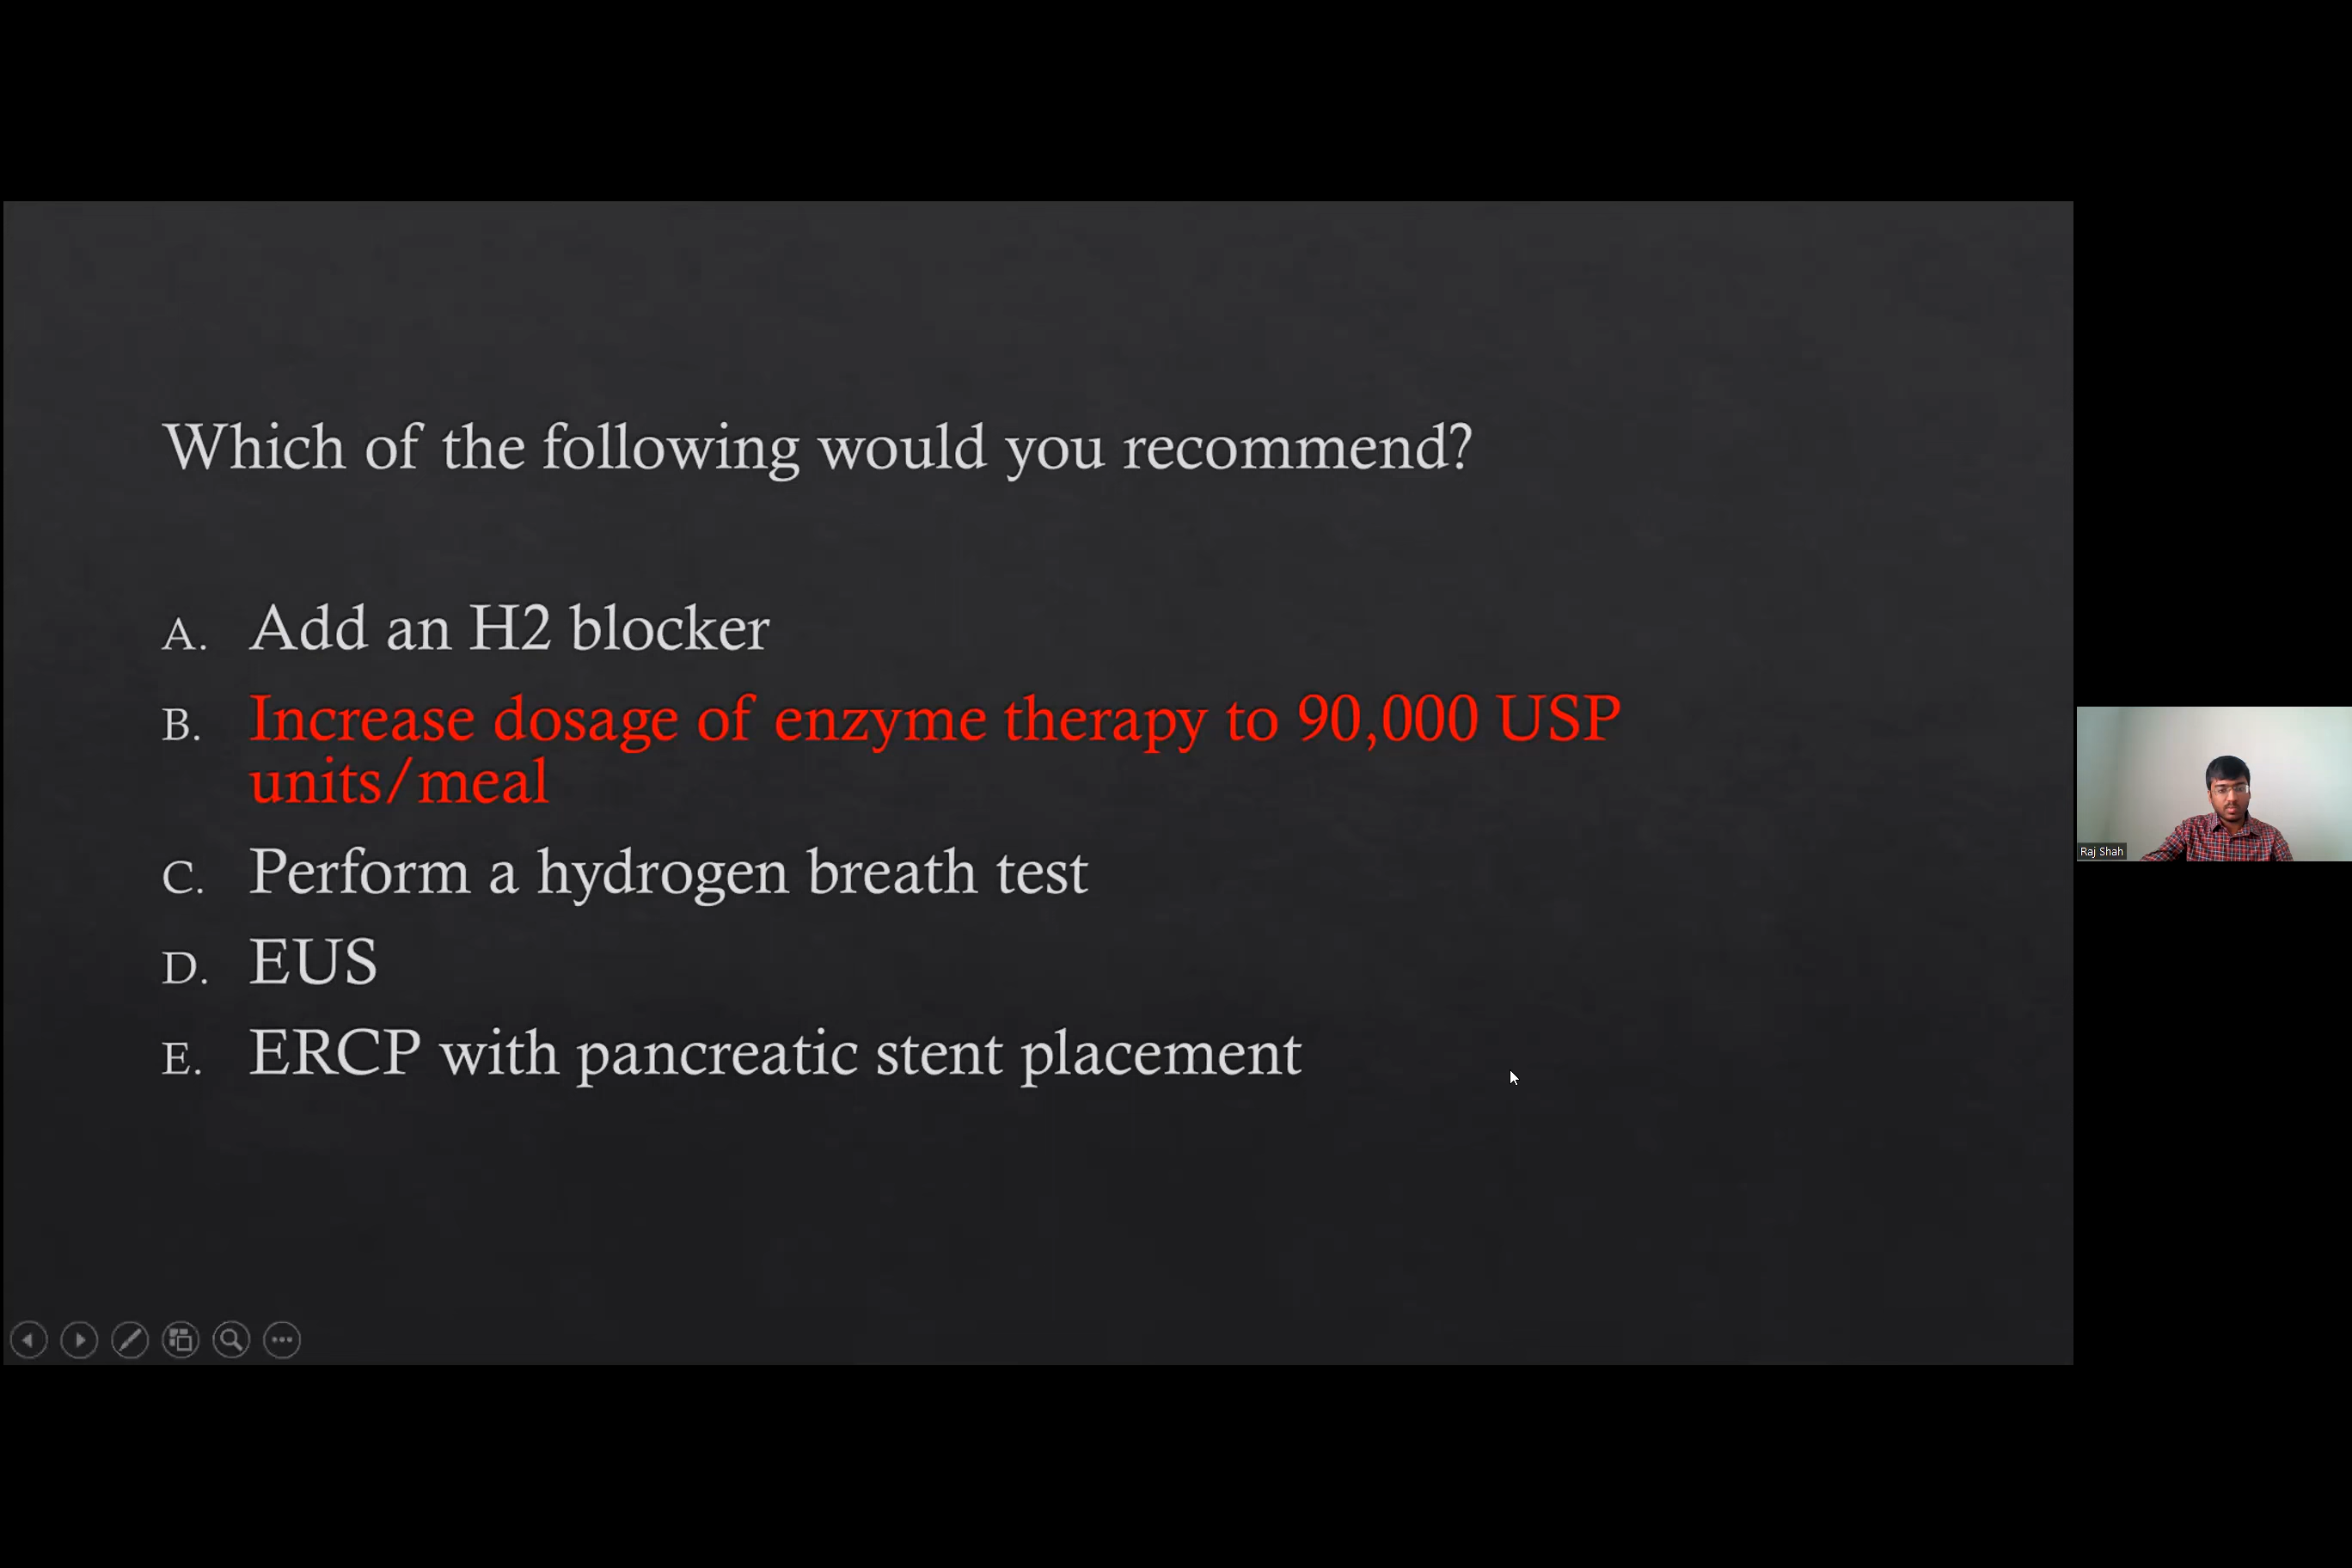 Which of the following would you recommend?
A. Add an H2 blocker
B. Increase dosage of enzyme therapy to 90,000 USP
units/meal
C. Perform a hydrogen breath test
D. EUS
E. ERCP with pancreatic stent placement
Raj Shah